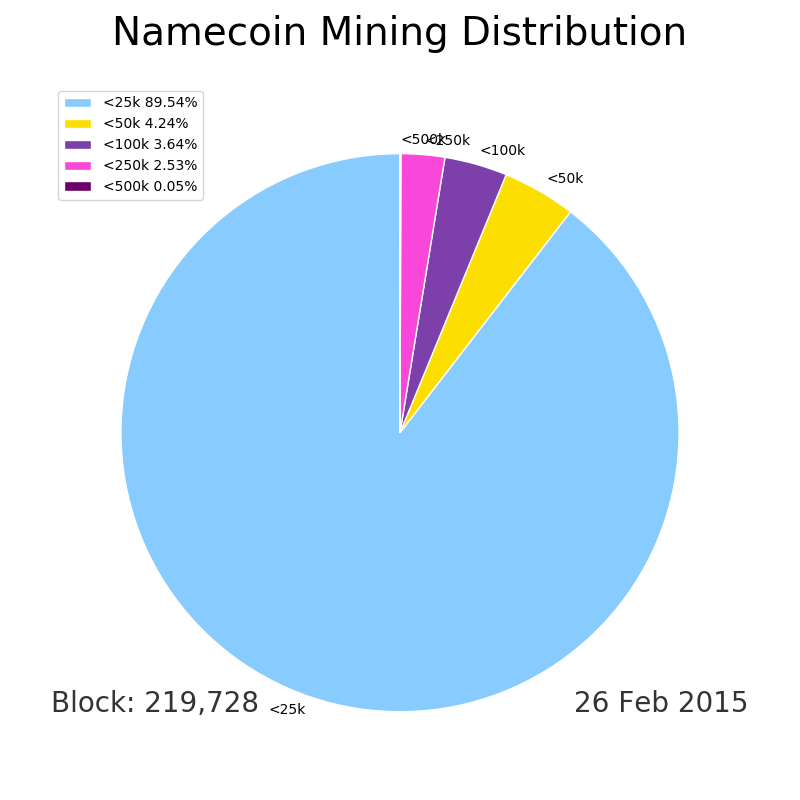 Namecoin Mining Distribution
<25k 89.54%
<50k 4.24%
<100k 3.64%
<250k 2.53%
<500k 0.05%
<500k
<250k
<100k
<50k
<25k
Block: 219,728
26 Feb 2015